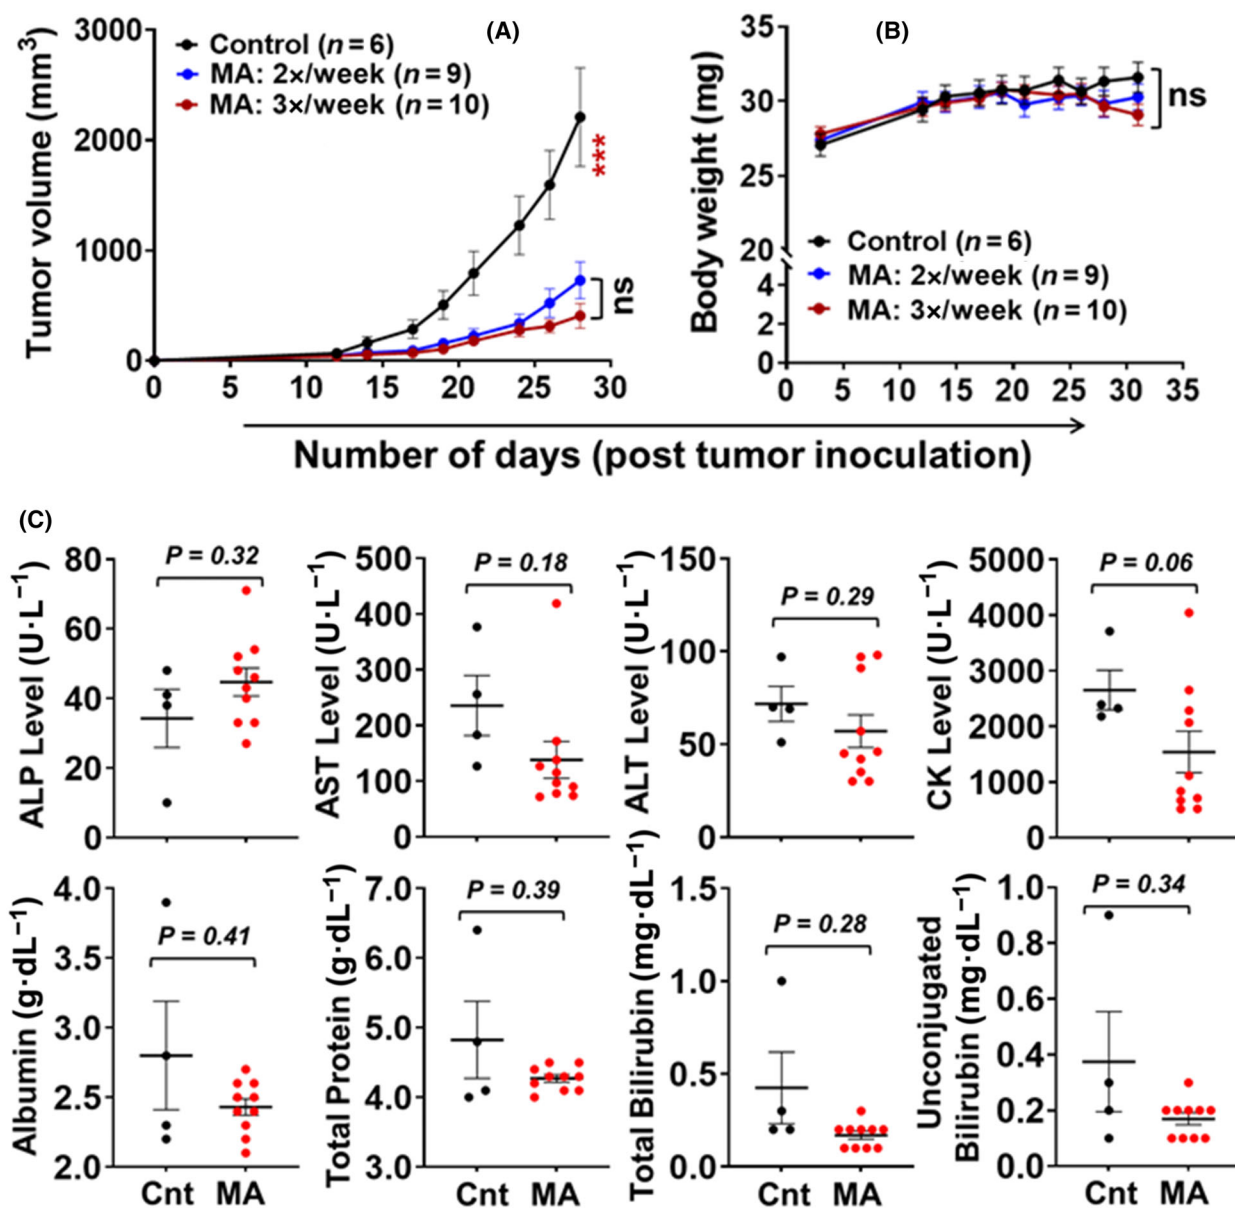 (A)
Tumor volume (mm³)
3000
2000
1000
0
Control (n = 6)
MA: 2×/week (n = 9)
MA: 3×/week (n = 10)
***
ns
0 5 10 15 20 25 30
(B)
Body weight (mg)
35
30
25
20
4
2
0
ns
Control (n = 6)
MA: 2×/week (n = 9)
MA: 3×/week (n = 10)
0 5 10 15 20 25 30 35
Number of days (post tumor inoculation)
(C)
ALP Level (U·L⁻¹)
80
60
40
20
0
P = 0.32
AST Level (U·L⁻¹)
500
400
300
200
100
0
P = 0.18
ALT Level (U·L⁻¹)
150
100
50
0
P = 0.29
CK Level (U·L⁻¹)
5000
4000
3000
2000
1000
0
P = 0.06
Albumin (g·dL⁻¹)
4.0
3.5
3.0
2.5
2.0
P = 0.41
Cnt MA
Total Protein (g·dL⁻¹)
7.0
6.0
5.0
4.0
3.0
P = 0.39
Cnt MA
Total Bilirubin (mg·dL⁻¹)
1.5
1.0
0.5
0.0
P = 0.28
Cnt MA
Unconjugated
Bilirubin (mg·dL⁻¹)
1.0
0.8
0.6
0.4
0.2
0.0
P = 0.34
Cnt MA